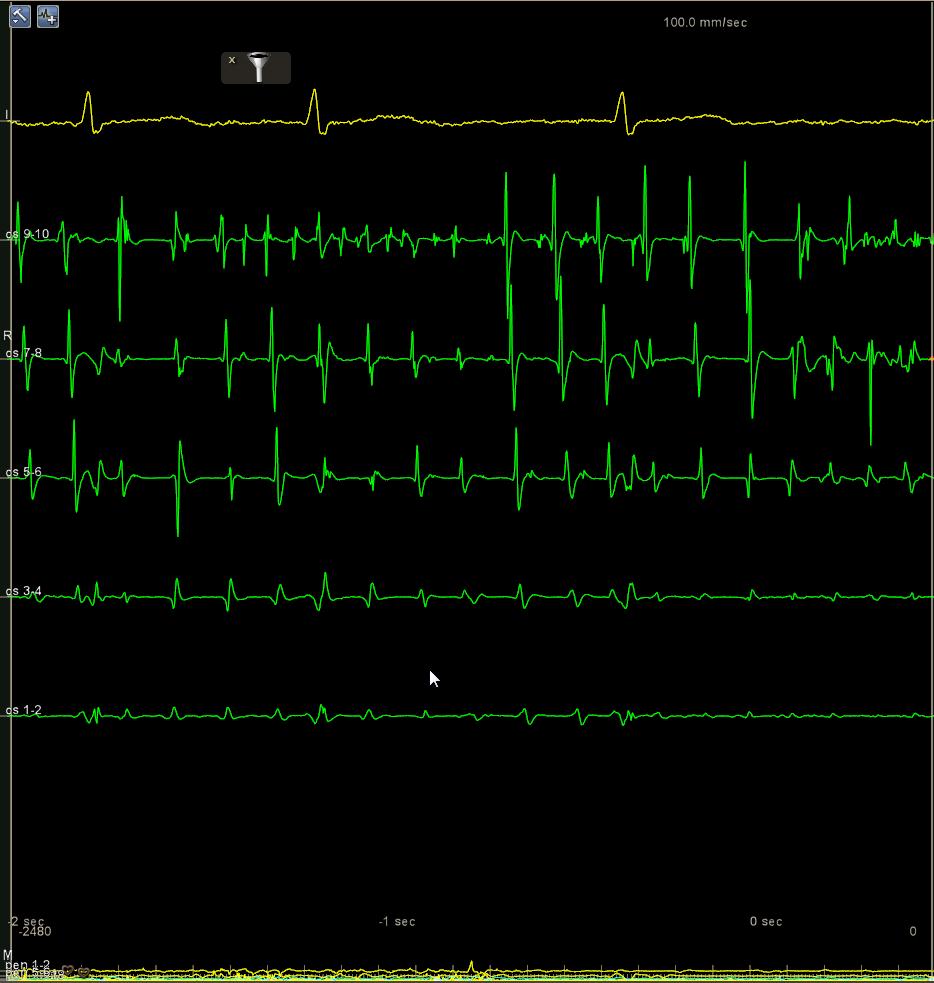 100.0 mm/sec
x
I
cs 9-10
R
cs 7-8
cs 5-6
cs 3-4
cs 1-2
-2 sec
-1 sec
0 sec
-2480
0
M
pen 1-2